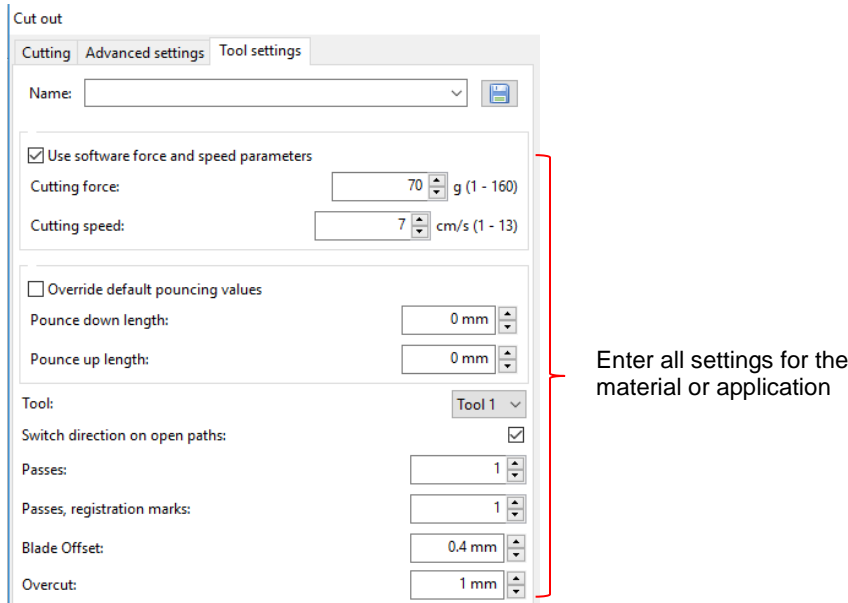 Cut out
Cutting Advanced settings Tool settings
Name:
Use software force and speed parameters
Cutting force: 70 g (1 - 160)
Cutting speed: 7 cm/s (1 - 13)
Override default pouncing values
Pounce down length: 0 mm
Pounce up length: 0 mm
Tool: Tool 1
Switch direction on open paths:
Passes: 1
Passes, registration marks: 1
Blade Offset: 0.4 mm
Overcut: 1 mm
Enter all settings for the
material or application